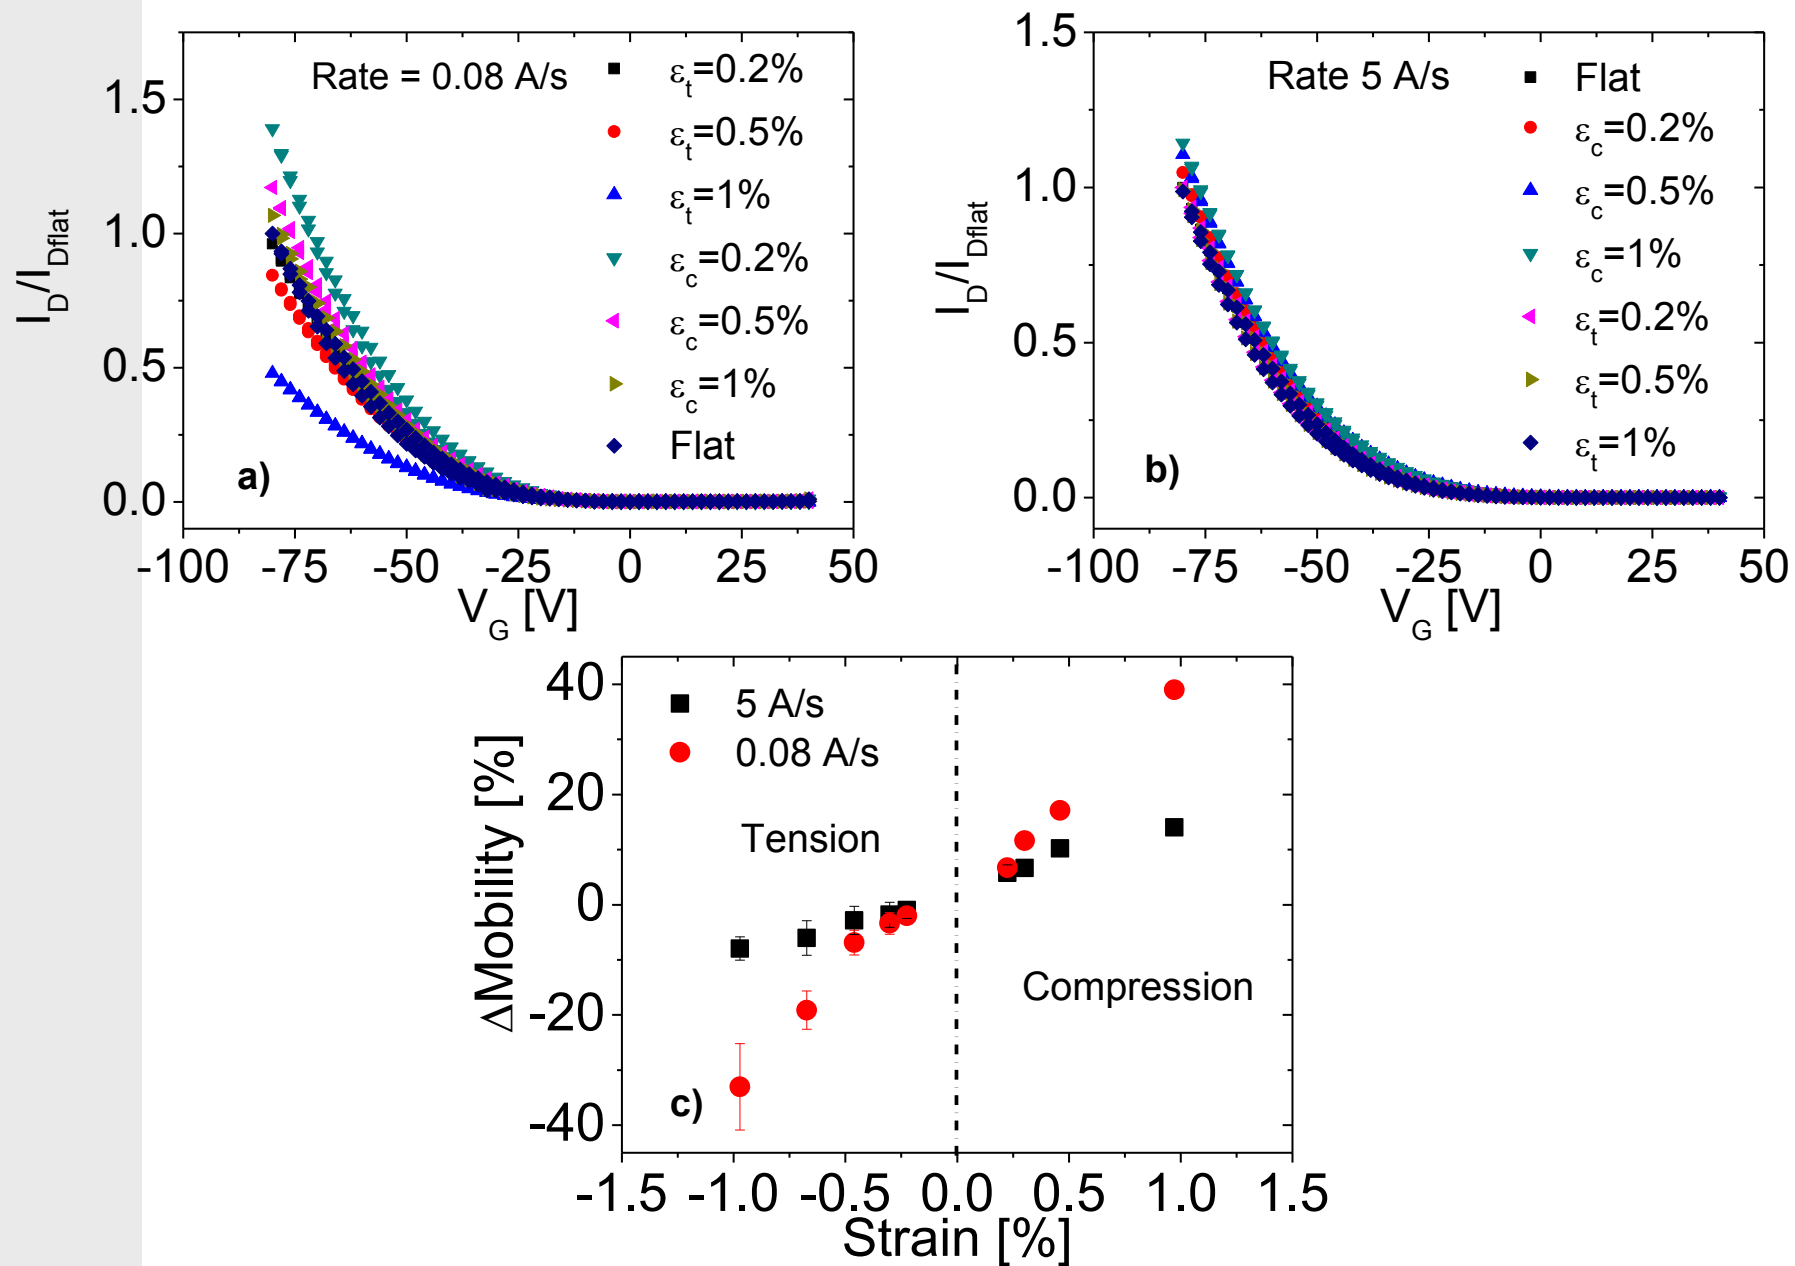 Rate = 0.08 A/s
εt=0.2%
εt=0.5%
εt=1%
εc=0.2%
εc=0.5%
εc=1%
Flat
a)
1.5
1.0
0.5
0.0
ID/IDflat
-100 -75 -50 -25 0 25 50
VG [V]
Rate 5 A/s
Flat
εc=0.2%
εc=0.5%
εc=1%
εt=0.2%
εt=0.5%
εt=1%
b)
1.5
1.0
0.5
0.0
ID/IDflat
-100 -75 -50 -25 0 25 50
VG [V]
5 A/s
0.08 A/s
Tension
Compression
c)
40
20
0
-20
-40
ΔMobility [%]
-1.5 -1.0 -0.5 0.0 0.5 1.0 1.5
Strain [%]